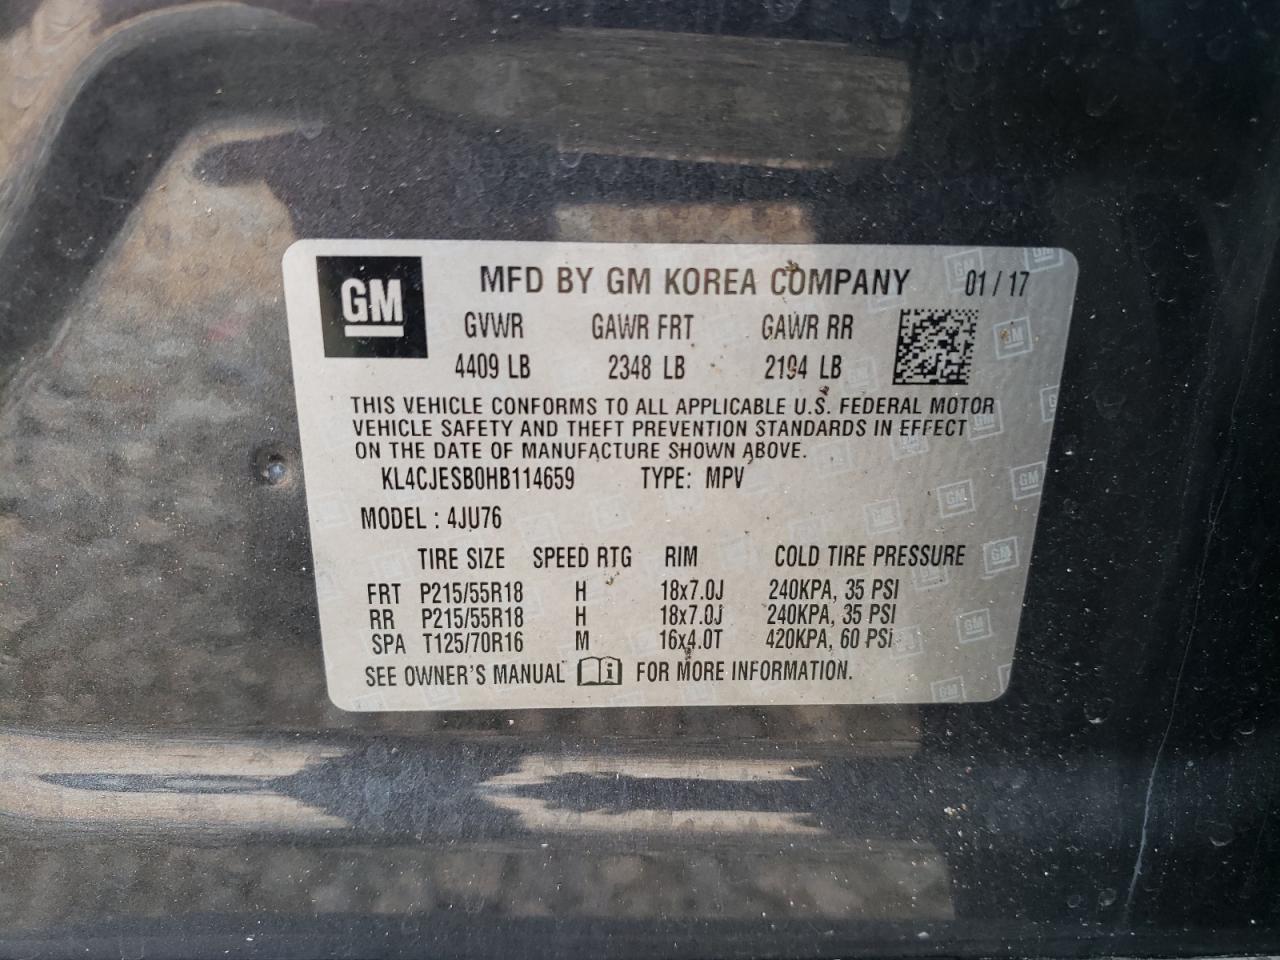 GM MFD BY GM KOREA COMPANY 01 / 17
GVWR GAWR FRT GAWR RR
4409 LB 2348 LB 2194 LB
THIS VEHICLE CONFORMS TO ALL APPLICABLE U.S. FEDERAL MOTOR
VEHICLE SAFETY AND THEFT PREVENTION STANDARDS IN EFFECT
ON THE DATE OF MANUFACTURE SHOWN ABOVE.
KL4CJESB0HB114659 TYPE: MPV
MODEL : 4JU76
TIRE SIZE SPEED RTG RIM COLD TIRE PRESSURE
FRT P215/55R18 H 18x7.0J 240KPA, 35 PSI
RR P215/55R18 H 18x7.0J 240KPA, 35 PSI
SPA T125/70R16 M 16x4.0T 420KPA, 60 PSI
SEE OWNER'S MANUAL i FOR MORE INFORMATION.